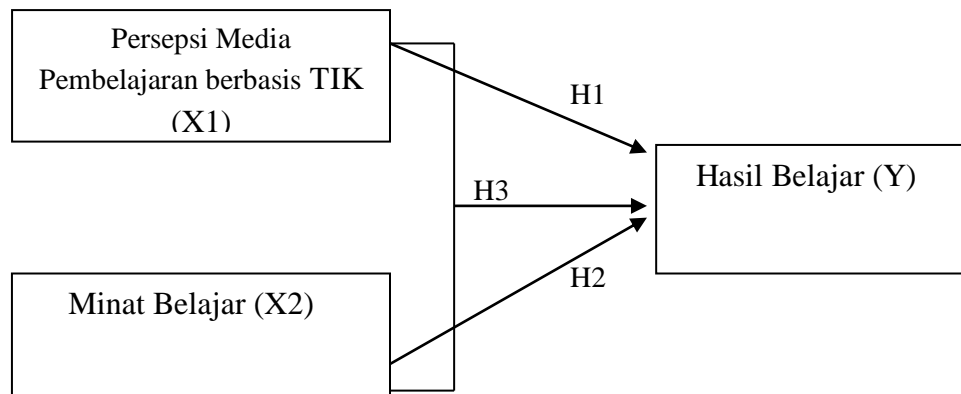 Persepsi Media
Pembelajaran berbasis TIK
(X1)
H1
Hasil Belajar (Y)
H3
H2
Minat Belajar (X2)